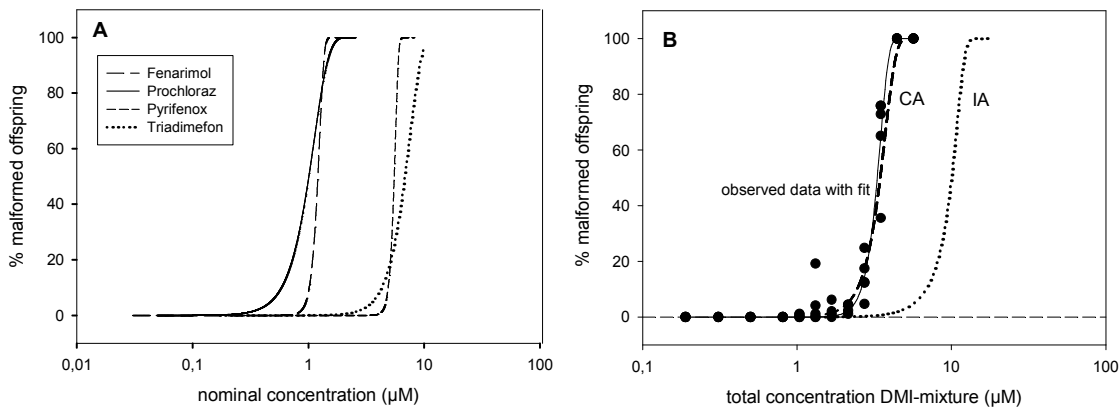 A
Fenarimol
Prochloraz
Pyrifenox
Triadimefon
% malformed offspring
100
80
60
40
20
0
0,01
0,1
1
10
100
nominal concentration (µM)
B
CA
IA
observed data with fit
% malformed offspring
100
80
60
40
20
0
0,1
1
10
100
total concentration DMI-mixture (µM)